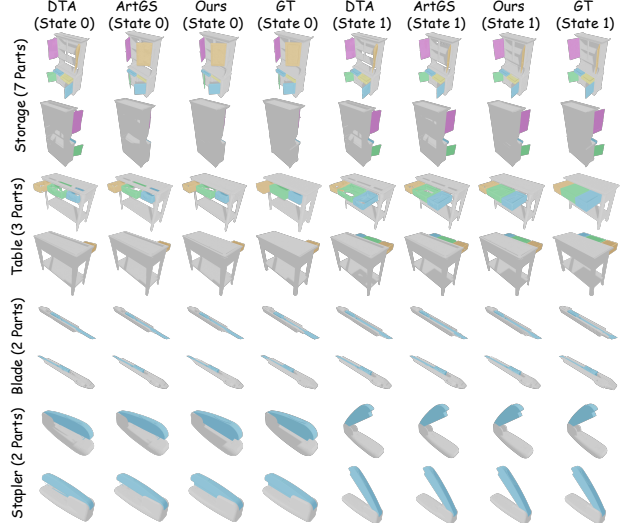 DTA ArtGS Ours GT DTA ArtGS Ours GT
(State 0) (State 0) (State 0) (State 0) (State 1) (State 1) (State 1) (State 1)
Storage (7 Parts)
Table (3 Parts)
Blade (2 Parts)
Stapler (2 Parts)